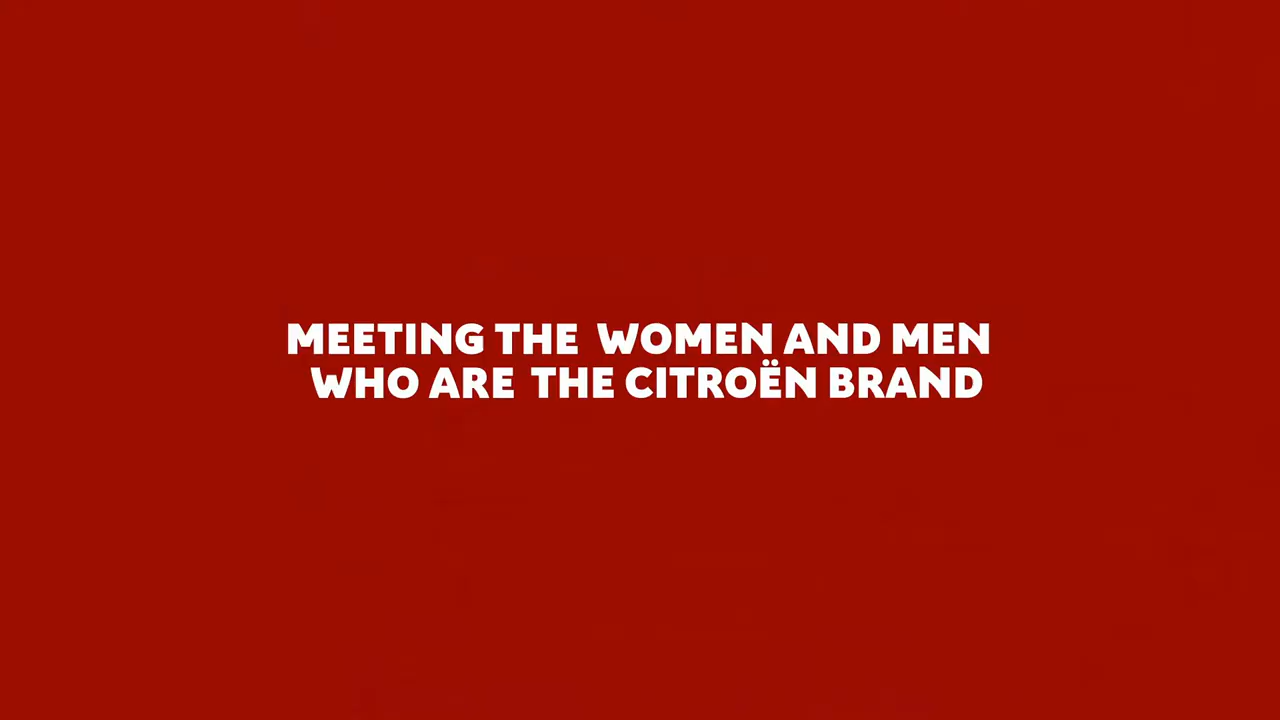 MEETING THE WOMEN AND MEN
WHO ARE THE CITROËN BRAND